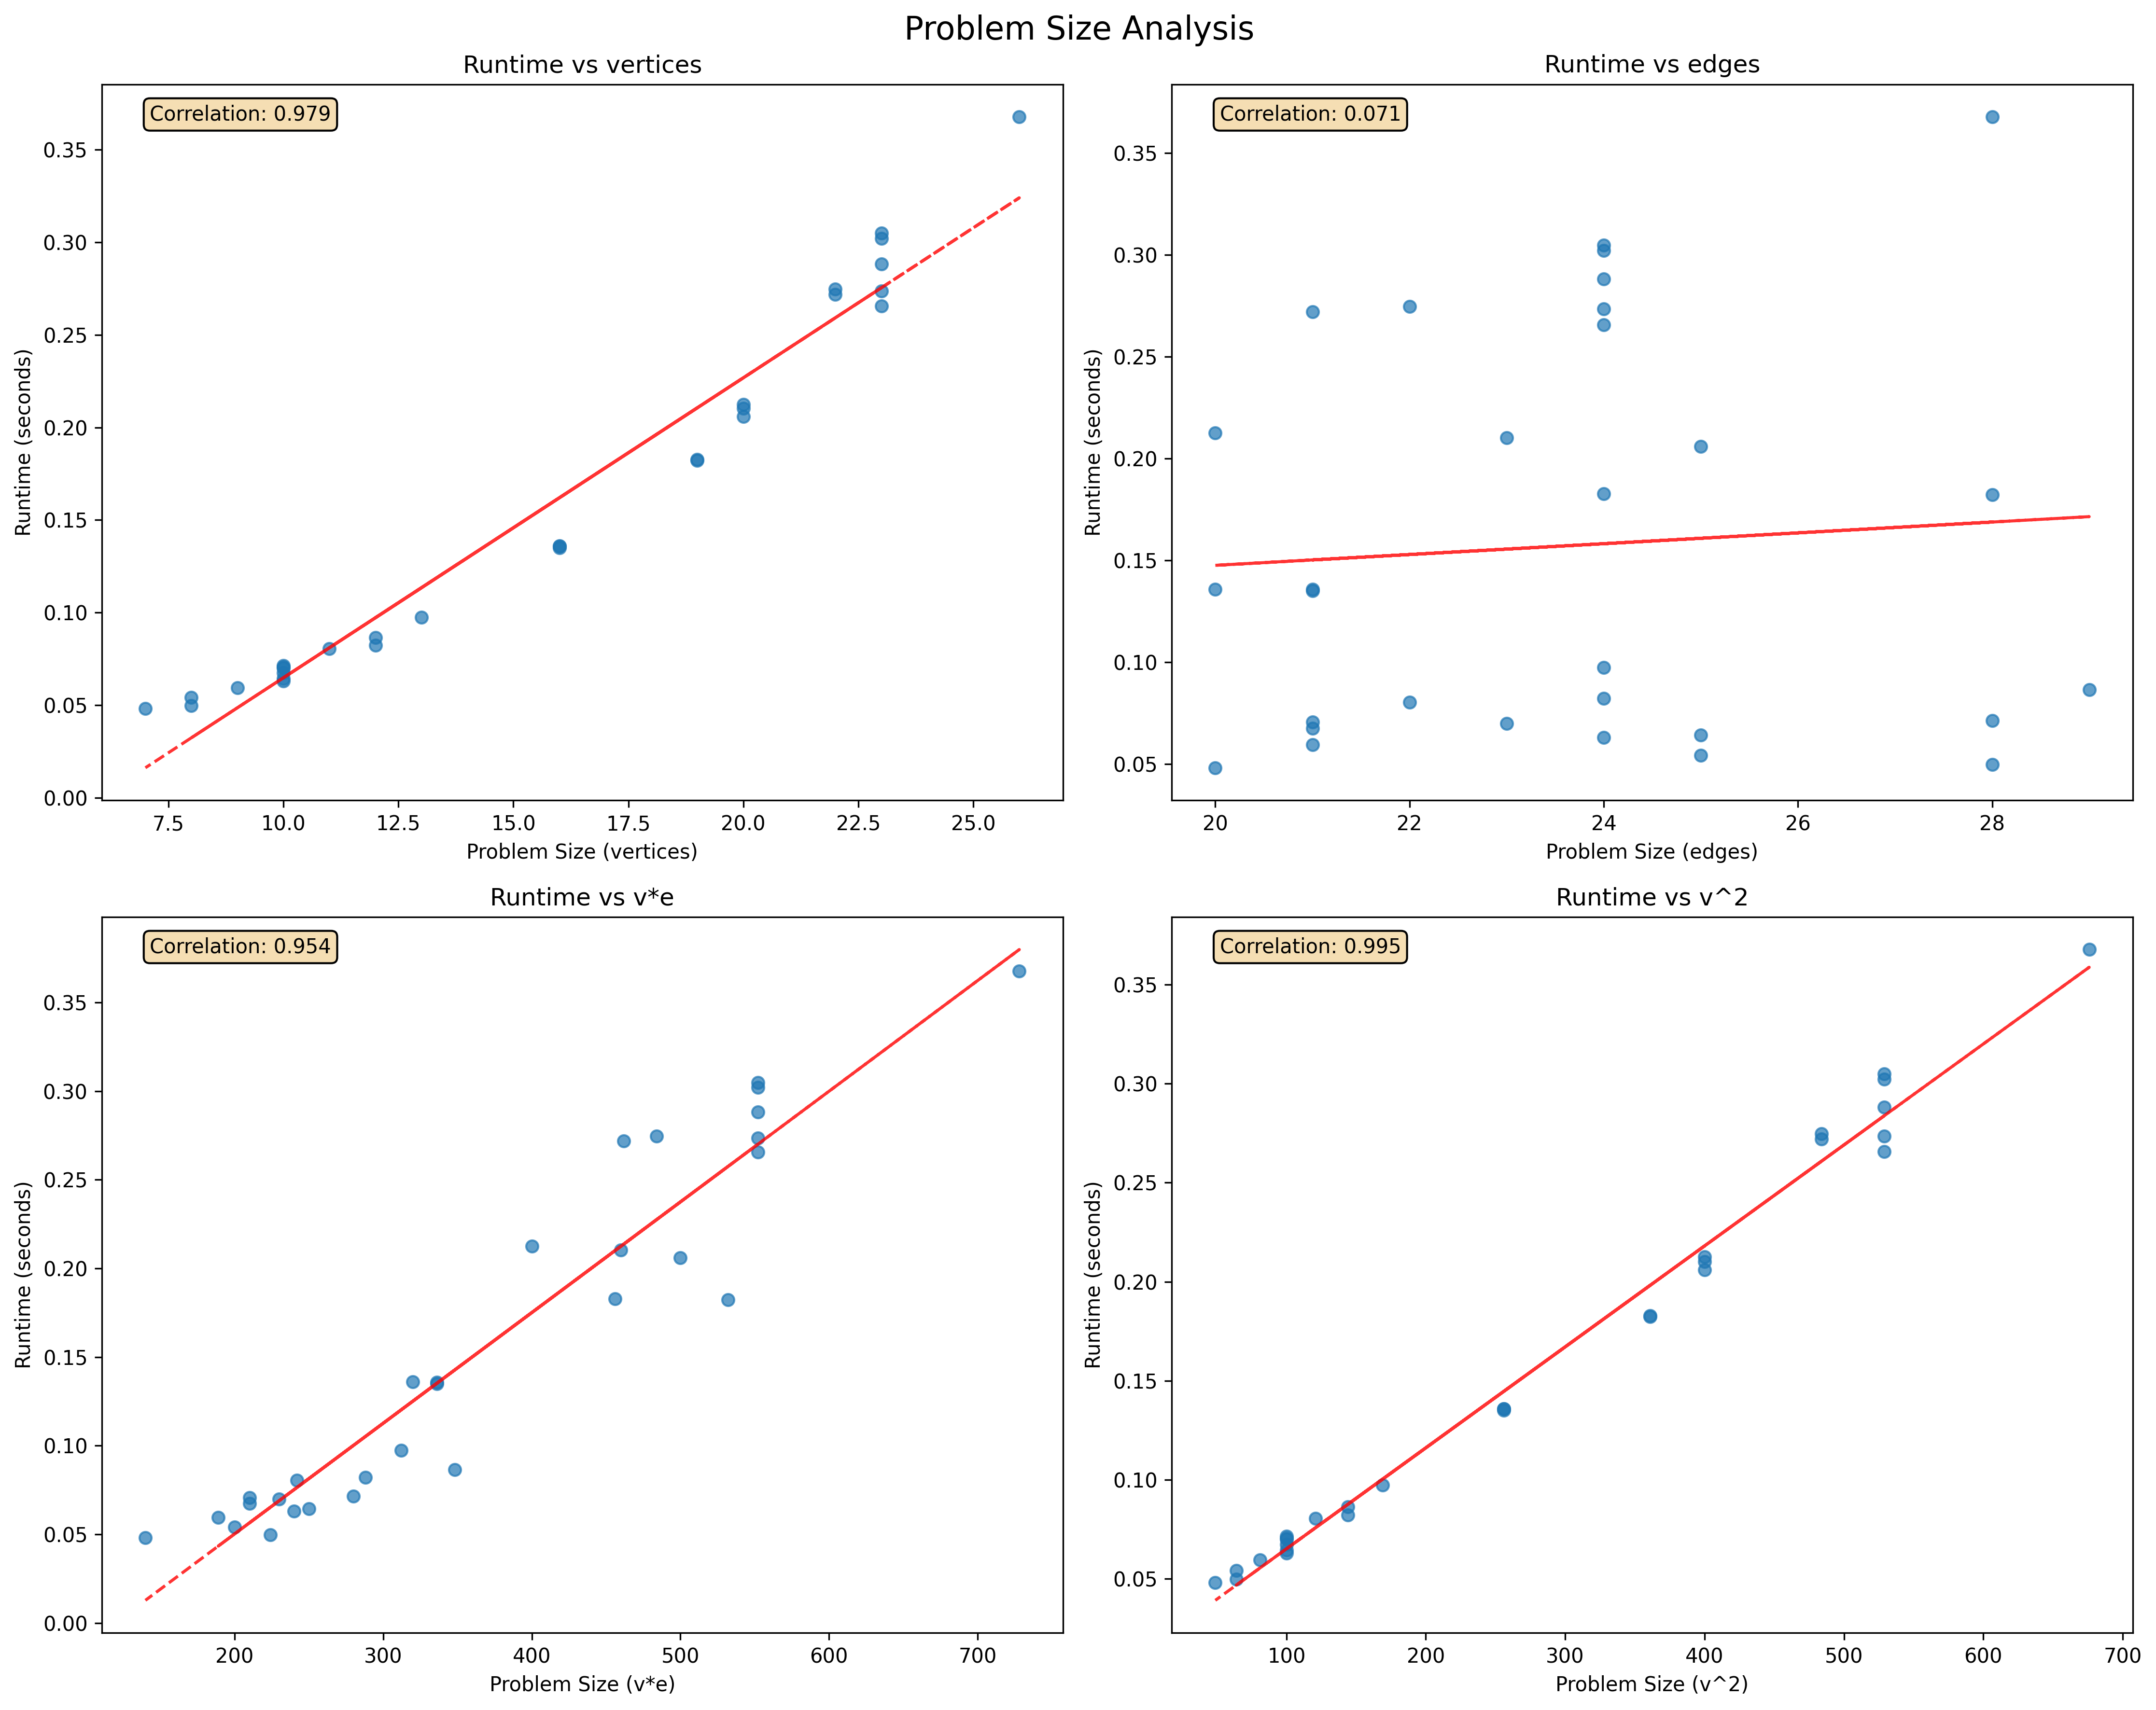 Problem Size Analysis
Runtime vs vertices
Correlation: 0.979
0.35
0.30
0.25
0.20
0.15
0.10
0.05
0.00
Runtime (seconds)
7.5 10.0 12.5 15.0 17.5 20.0 22.5 25.0
Problem Size (vertices)
Runtime vs edges
Correlation: 0.071
0.35
0.30
0.25
0.20
0.15
0.10
0.05
Runtime (seconds)
20 22 24 26 28
Problem Size (edges)
Runtime vs v*e
Correlation: 0.954
0.35
0.30
0.25
0.20
0.15
0.10
0.05
0.00
Runtime (seconds)
200 300 400 500 600 700
Problem Size (v*e)
Runtime vs v^2
Correlation: 0.995
0.35
0.30
0.25
0.20
0.15
0.10
0.05
Runtime (seconds)
100 200 300 400 500 600 700
Problem Size (v^2)